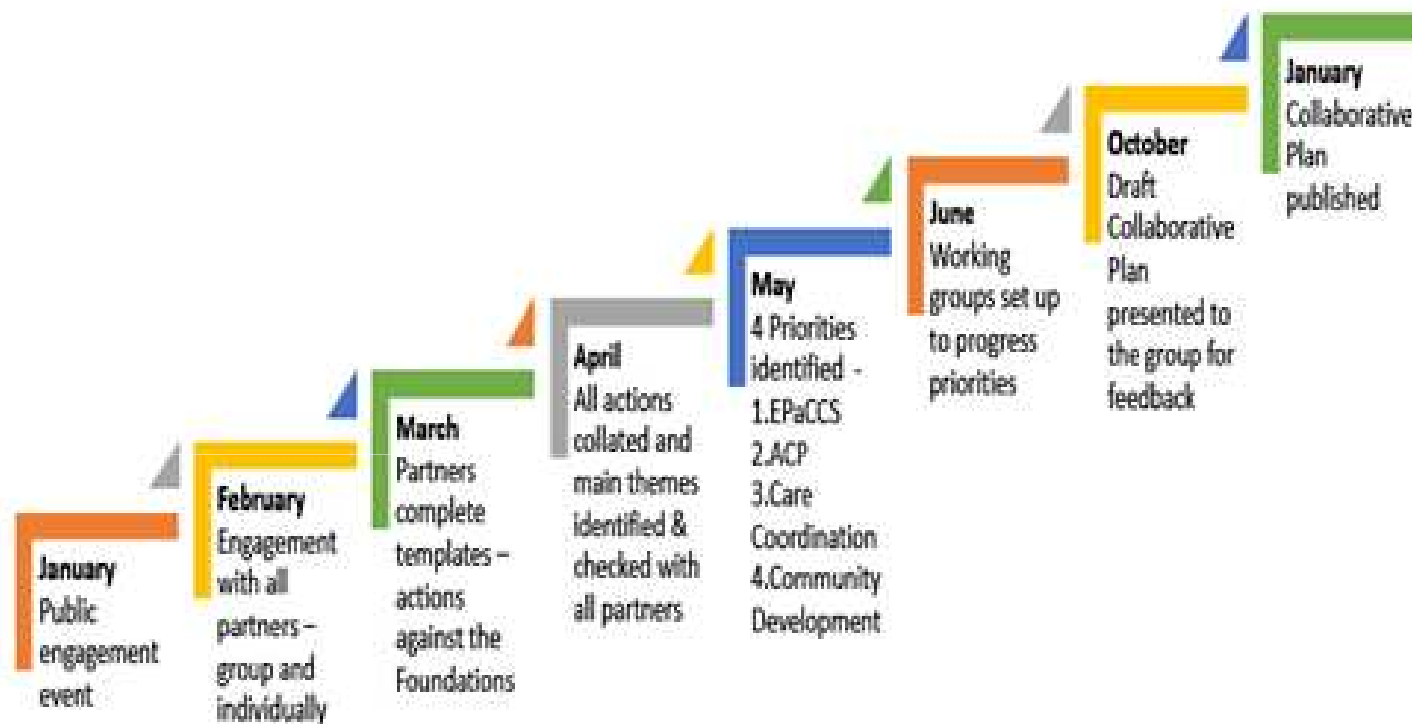 January
Public
engagement
event
February
Engagement
with all
partners –
group and
individually
March
Partners
complete
templates –
actions
against the
Foundations
April
All actions
collated and
main themes
identified &
checked with
all partners
May
4 Priorities
identified -
1.EPaCCS
2.ACP
3.Care
Coordination
4.Community
Development
June
Working
groups set up
to progress
priorities
October
Draft
Collaborative
Plan
presented to
the group for
feedback
January
Collaborative
Plan
published